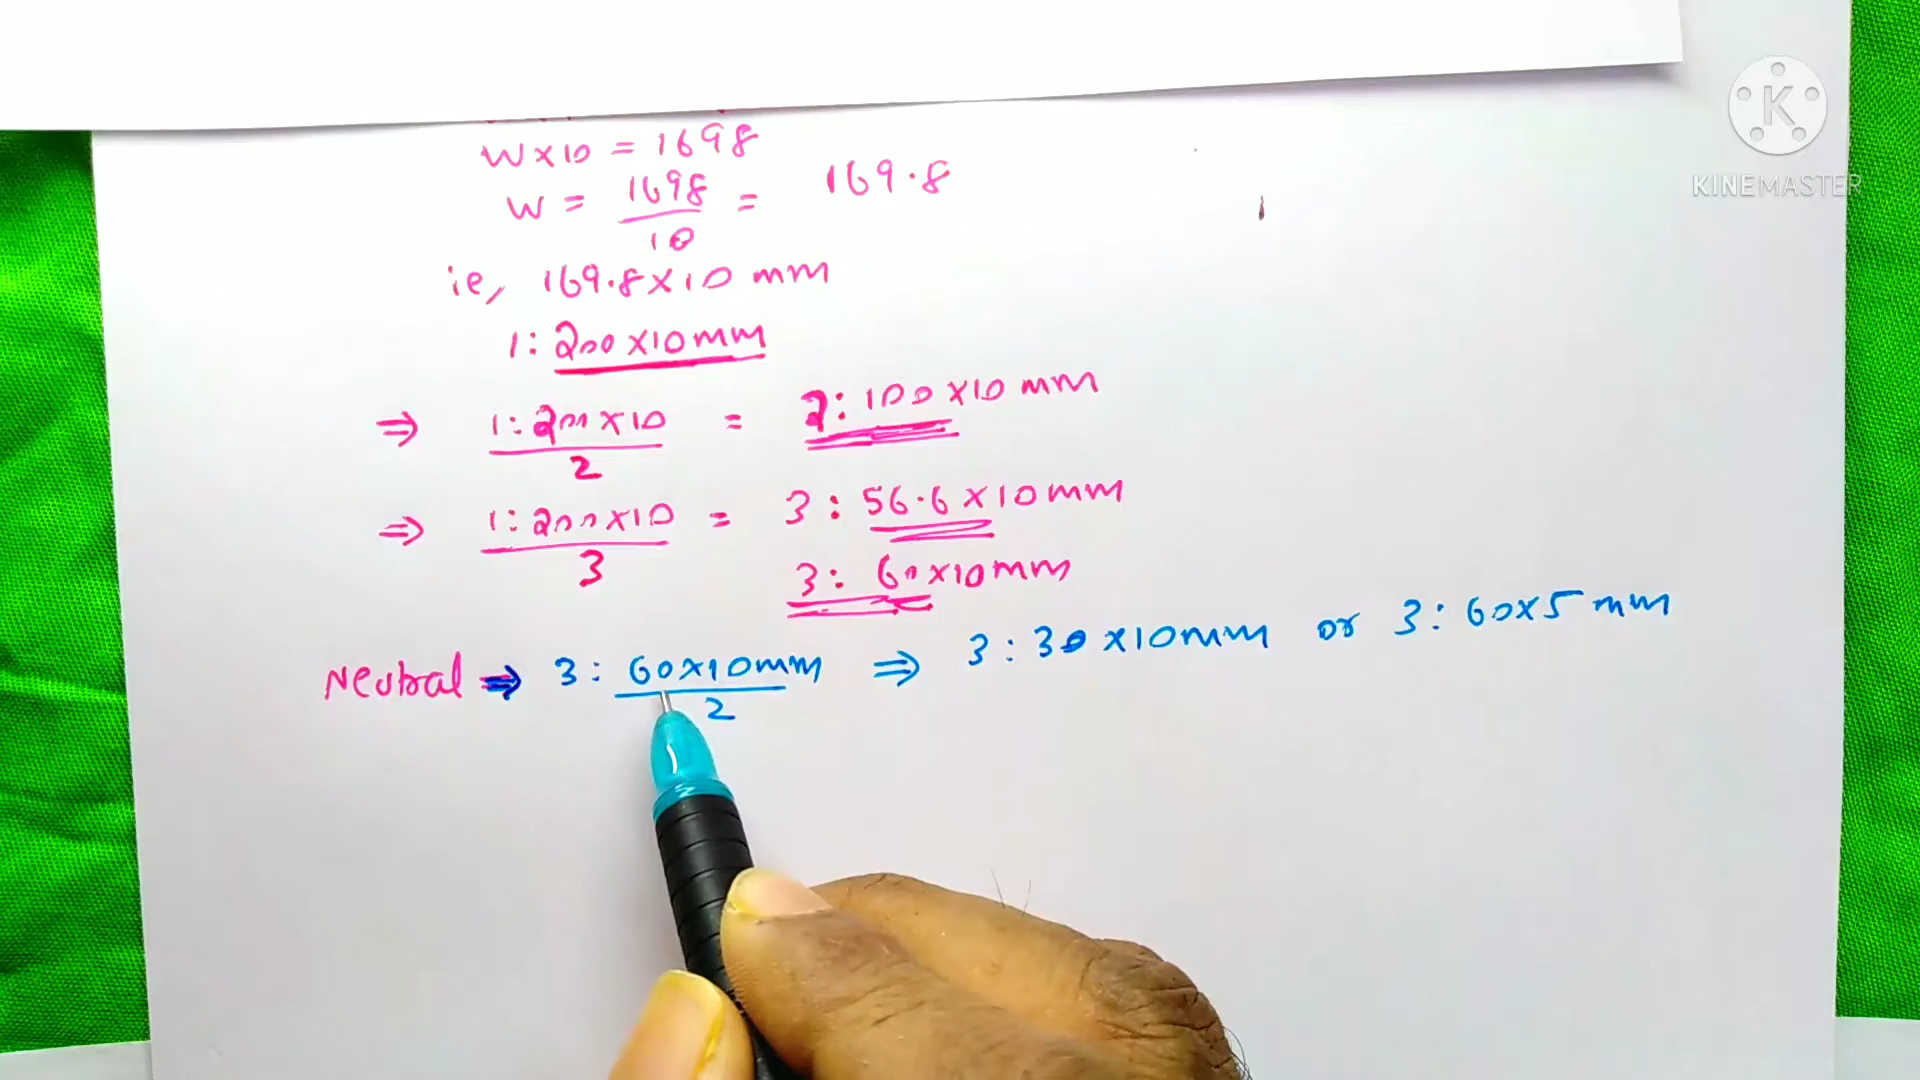 W×10 = 1698
W = 1698/10 = 169.8
ie, 169.8×10 mm
1: 200×10mm
⇒ 1:200×10/2 = 2: 100×10 mm
⇒ 1:200×10/3 = 3: 56.6×10mm
3: 60×10mm
Neutral ⇒ 3: 60×10mm/2 ⇒ 3:30×10mm or 3: 60×5mm
K
KINEMASTER